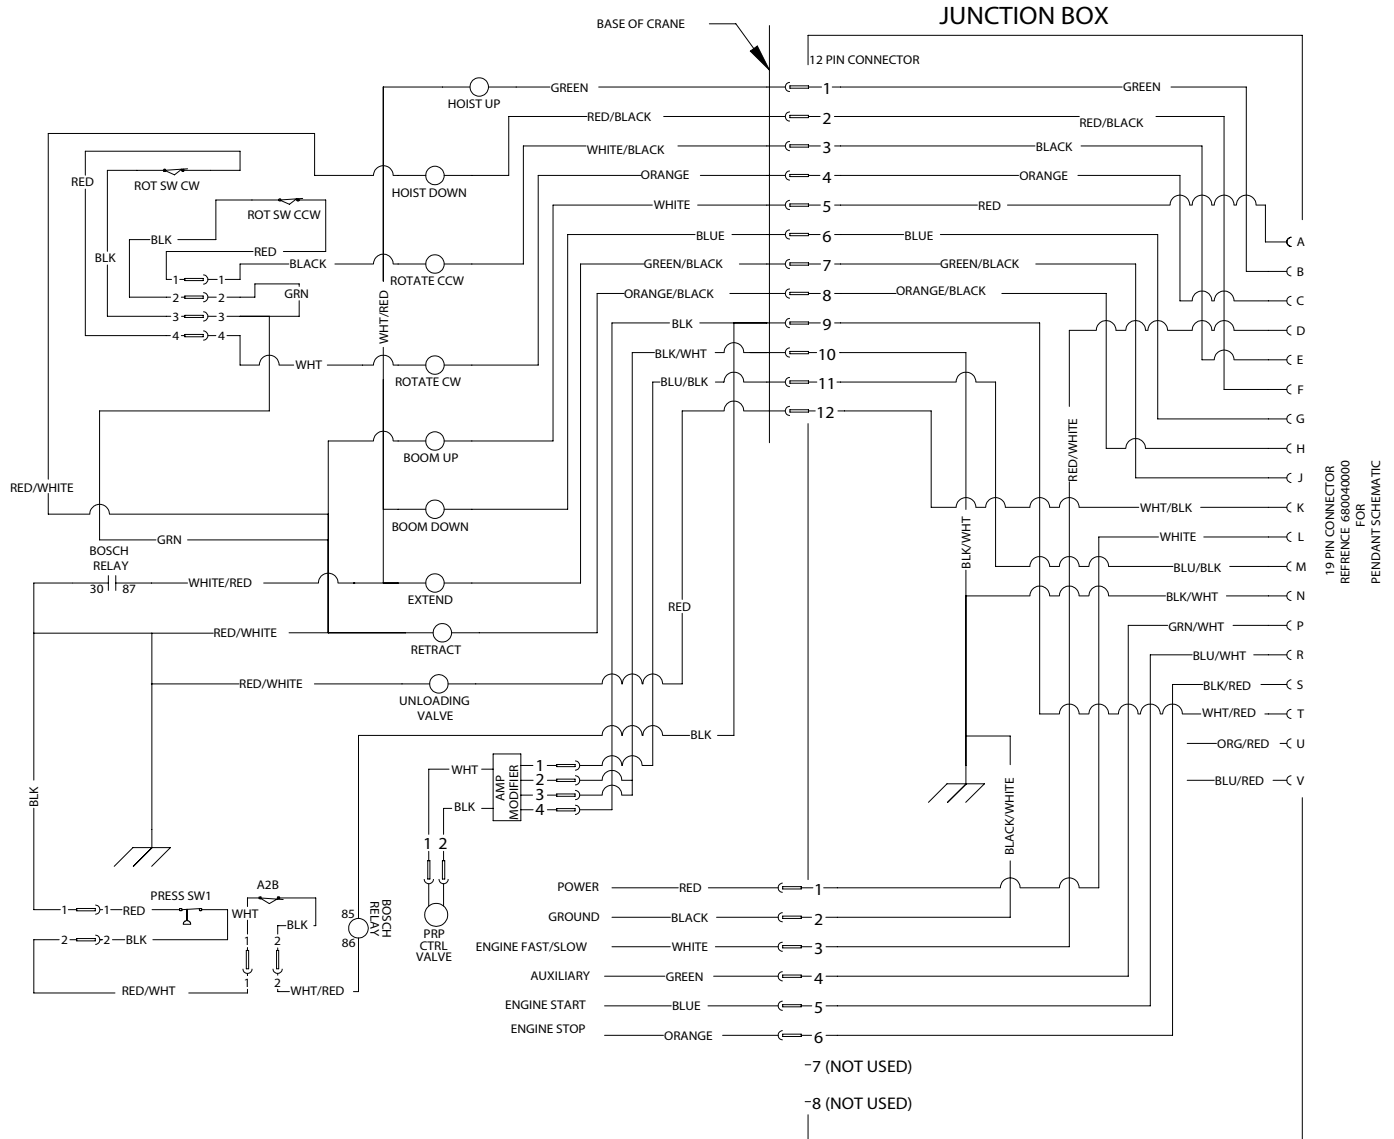 JUNCTION BOX
BASE OF CRANE
12 PIN CONNECTOR
HOIST UP
GREEN
1
GREEN
RED/BLACK
2
RED/BLACK
WHITE/BLACK
3
BLACK
RED
ROT SW CW
HOIST DOWN
ORANGE
4
ORANGE
ROT SW CCW
WHITE
5
RED
BLK
BLK
RED
BLACK
ROTATE CCW
BLUE
6
BLUE
A
GREEN/BLACK
7
GREEN/BLACK
B
1
1
2
2
GRN
3
3
4
4
WHT/RED
ORANGE/BLACK
8
ORANGE/BLACK
C
BLK
9
D
BLK/WHT
10
E
WHT
ROTATE CW
BLU/BLK
11
F
12
G
BOOM UP
RED/WHITE
H
RED/WHITE
J
BOOM DOWN
WHT/BLK
K
GRN
BLK/WHT
WHITE
L
BOSCH
RELAY
30
87
WHITE/RED
EXTEND
BLU/BLK
M
RED
BLK/WHT
N
RED/WHITE
RETRACT
GRN/WHT
P
BLU/WHT
R
RED/WHITE
UNLOADING
VALVE
BLK/RED
S
WHT/RED
T
BLK
ORG/RED
U
BLU/RED
V
19 PIN CONNECTOR
REFRENCE 680040000
FOR
PENDANT SCHEMATIC
BLK
WHT
BLK
AMP
MODIFIER
1
2
3
4
BLACK/WHITE
1
2
PRP
CTRL
VALVE
PRESS SW1
A2B
1
1
RED
WHT
BLK
2
2
BLK
1
2
1
2
RED/WHT
WHT/RED
85
86
BOSCH
RELAY
POWER
RED
1
GROUND
BLACK
2
ENGINE FAST/SLOW
WHITE
3
AUXILIARY
GREEN
4
ENGINE START
BLUE
5
ENGINE STOP
ORANGE
6
7 (NOT USED)
8 (NOT USED)